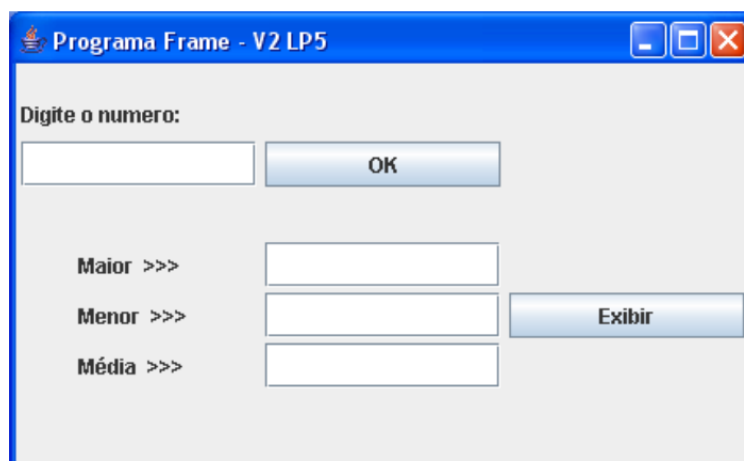 Programa Frame - V2 LP5
Digite o numero:
OK
Maior >>>
Menor >>>
Exibir
Média >>>